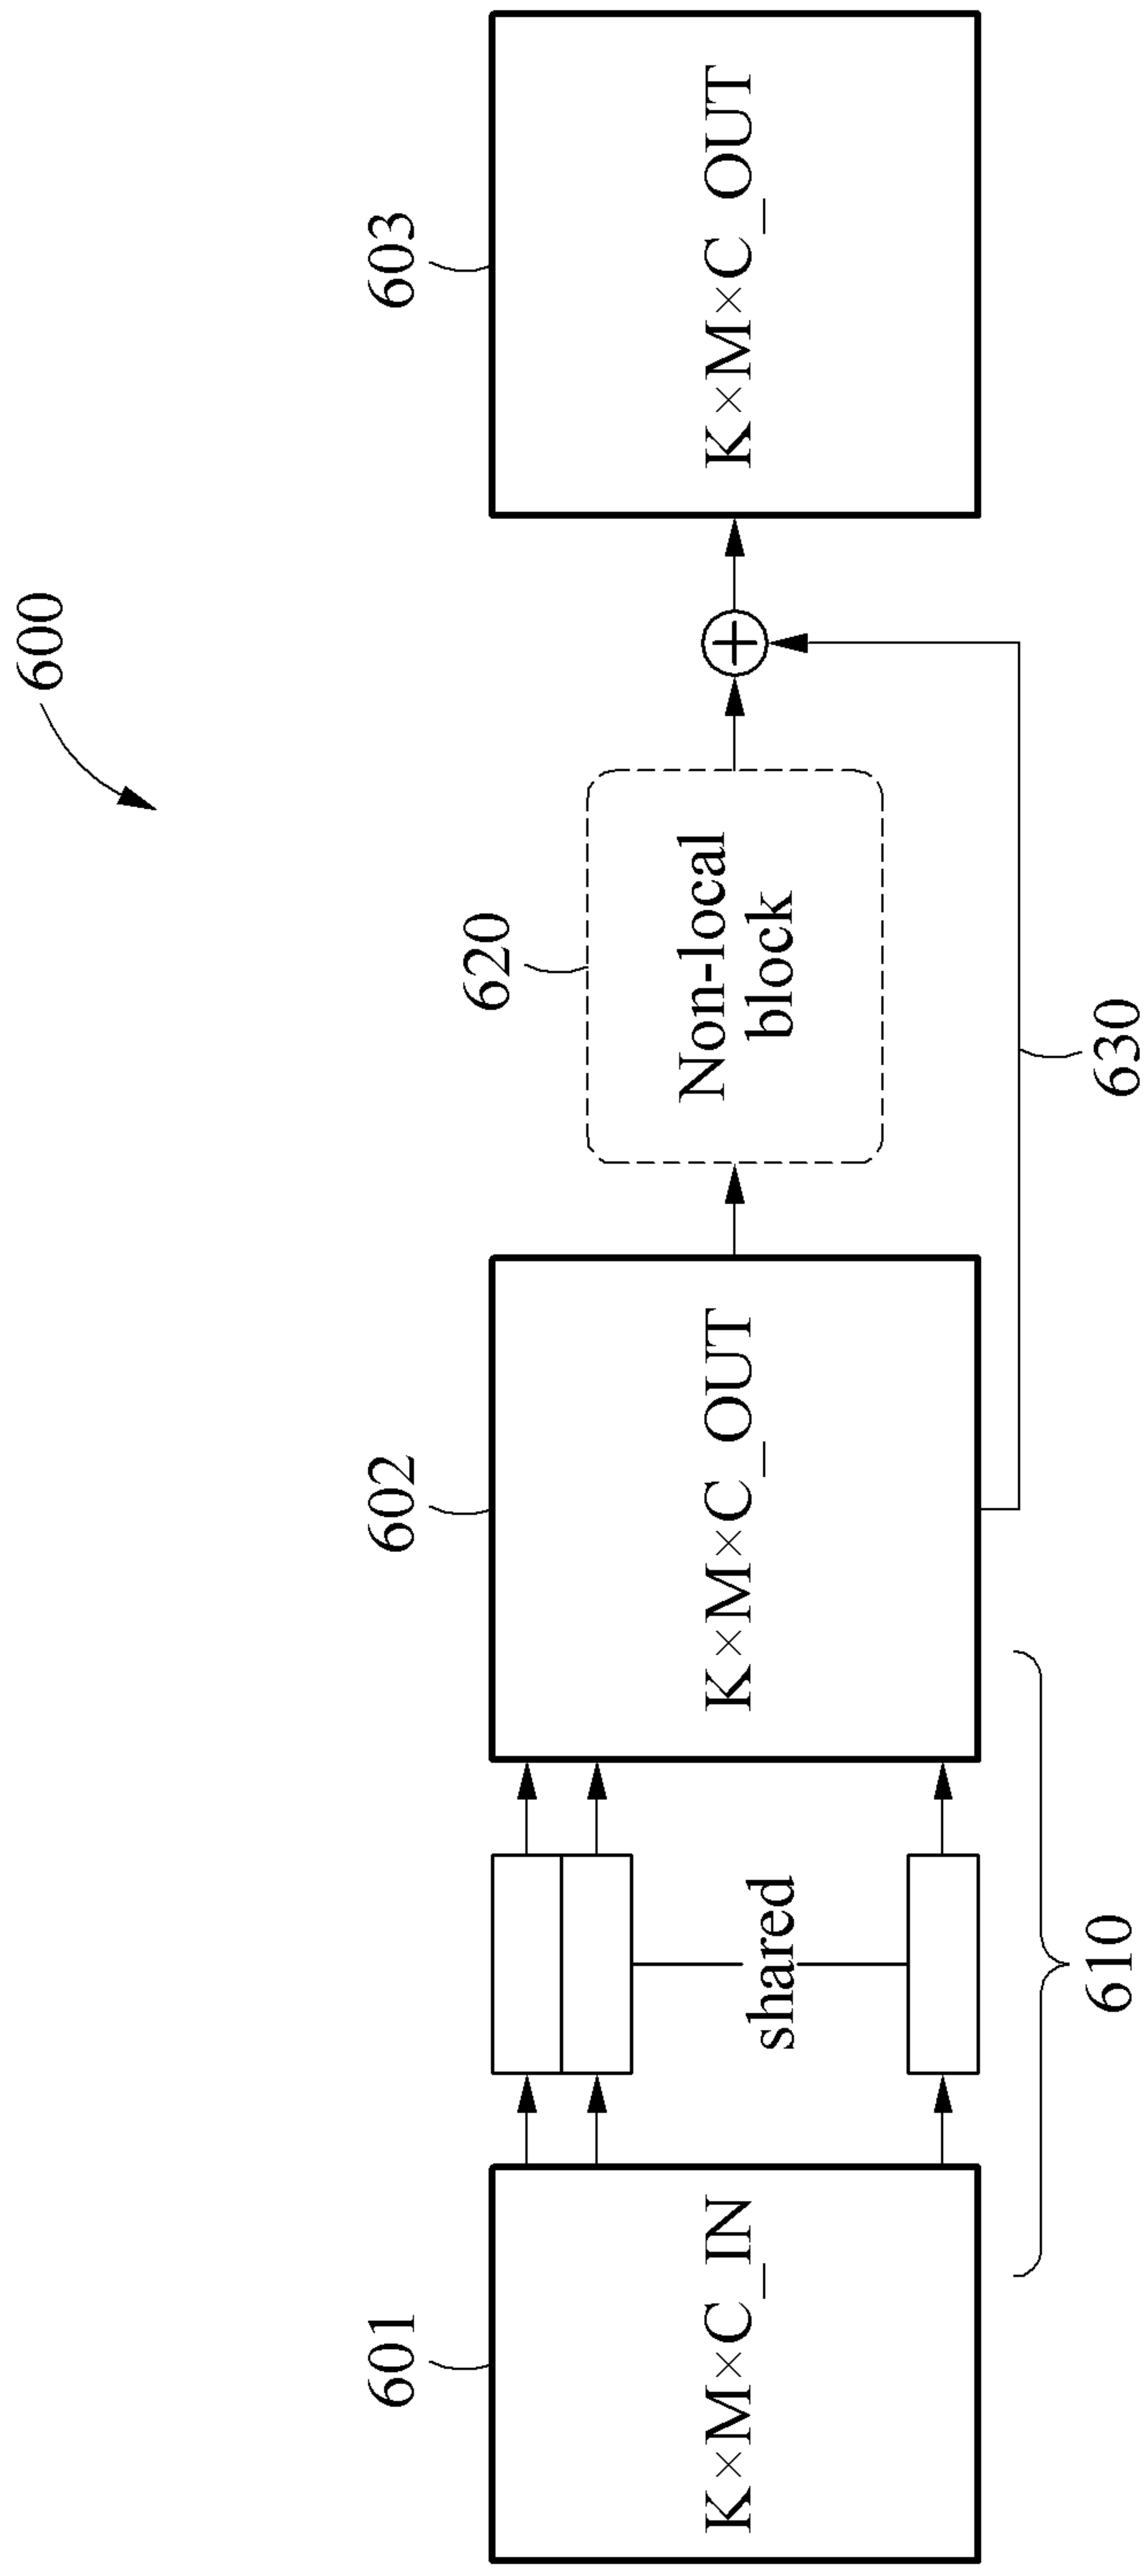 600
601
K×M×C_IN
shared
610
602
K×M×C_OUT
620
Non-local
block
630
603
K×M×C_OUT